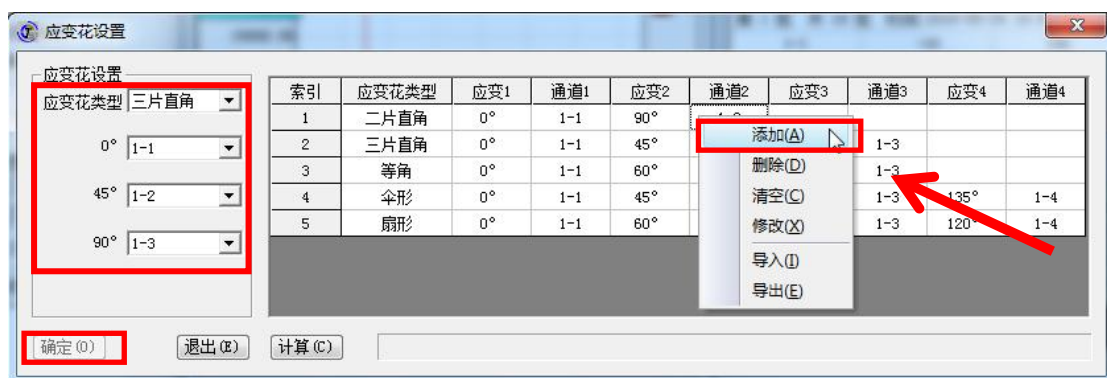 应变花设置
应变花设置
应变花类型 三片直角
0° 1-1
45° 1-2
90° 1-3
索引 应变花类型 应变1 通道1 应变2 通道2 应变3 通道3 应变4 通道4
1 二片直角 0° 1-1 90°
2 三片直角 0° 1-1 45° 1-3
3 等角 0° 1-1 60° 1-3
4 伞形 0° 1-1 45° 1-3 135° 1-4
5 扇形 0° 1-1 60° 1-3 120° 1-4
添加(A)
删除(D)
清空(C)
修改(X)
导入(I)
导出(E)
确定(O) 退出(E) 计算(C)